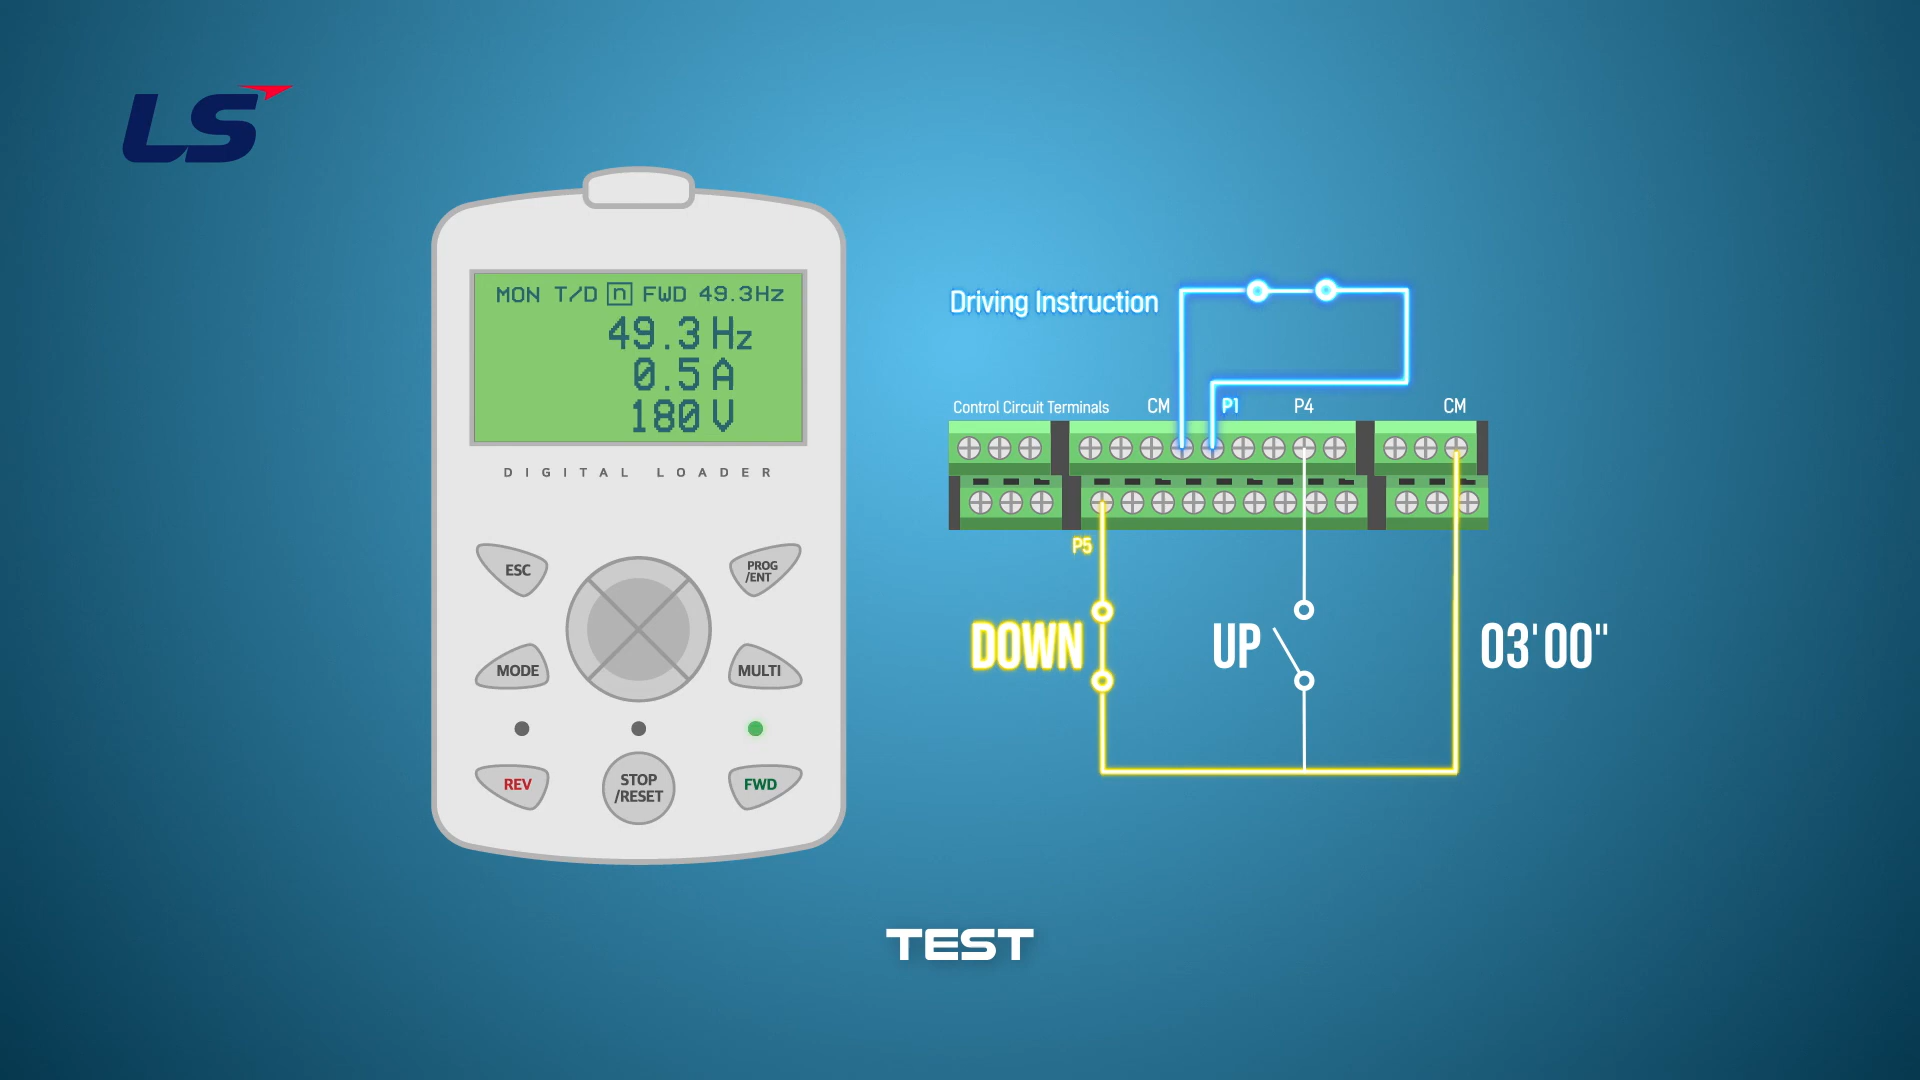 LS
MON T/D n FWD 49.3Hz
49.3 Hz
0.5 A
180 V
DIGITAL LOADER
ESC
PROG
/ENT
MODE
MULTI
REV
STOP
/RESET
FWD
Driving Instruction
Control Circuit Terminals CM P1 P4 CM
P5
DOWN UP 03'00"
TEST